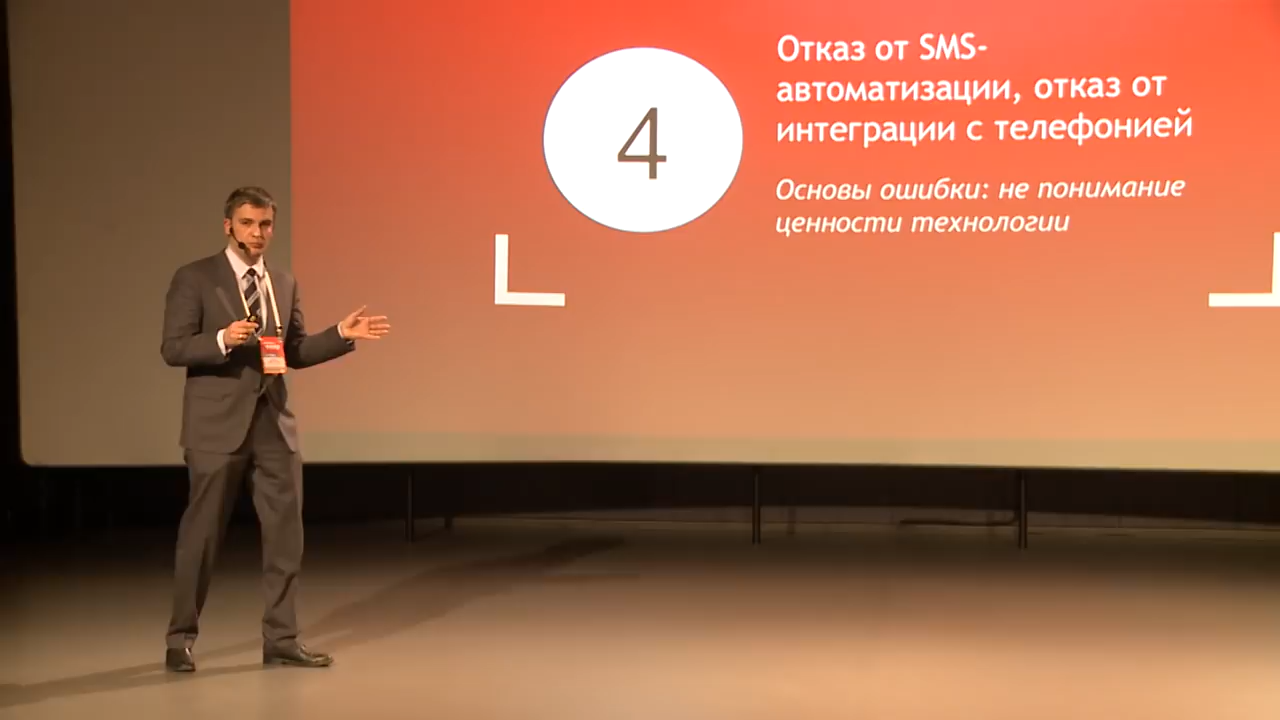 4
Отказ от SMS-
автоматизации, отказ от
интеграции с телефонией
Основы ошибки: не понимание
ценности технологии